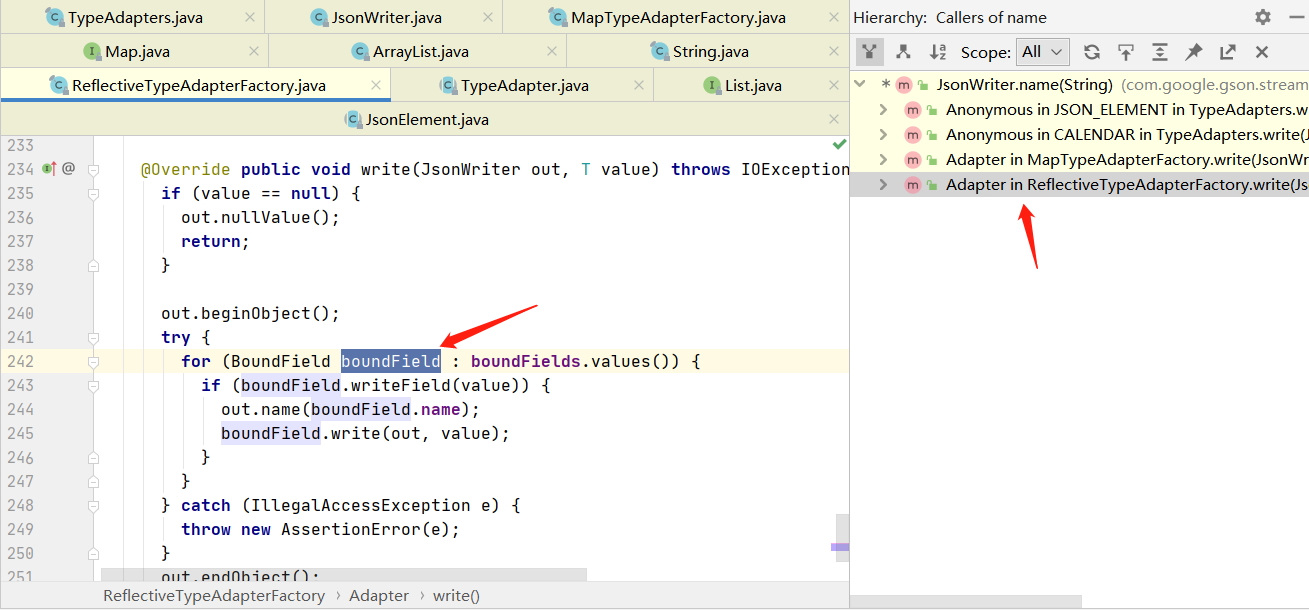 TypeAdapters.java
JsonWriter.java
MapTypeAdapterFactory.java
Map.java
ArrayList.java
String.java
ReflectiveTypeAdapterFactory.java
TypeAdapter.java
List.java
JsonElement.java
233
234 @ @Override public void write(JsonWriter out, T value) throws IOException
235 if (value == null) {
236 out.nullValue();
237 return;
238 }
239
240 out.beginObject();
241 try {
242 for (BoundField boundField : boundFields.values()) {
243 if (boundField.writeField(value)) {
244 out.name(boundField.name);
245 boundField.write(out, value);
246 }
247 }
248 } catch (IllegalAccessException e) {
249 throw new AssertionError(e);
250 }
251 out.endObject();
ReflectiveTypeAdapterFactory › Adapter › write()
Hierarchy: Callers of name
Scope: All
* m JsonWriter.name(String) (com.google.gson.stream
m Anonymous in JSON_ELEMENT in TypeAdapters.w
m Anonymous in CALENDAR in TypeAdapters.write(J
m Adapter in MapTypeAdapterFactory.write(JsonWr
m Adapter in ReflectiveTypeAdapterFactory.write(Js